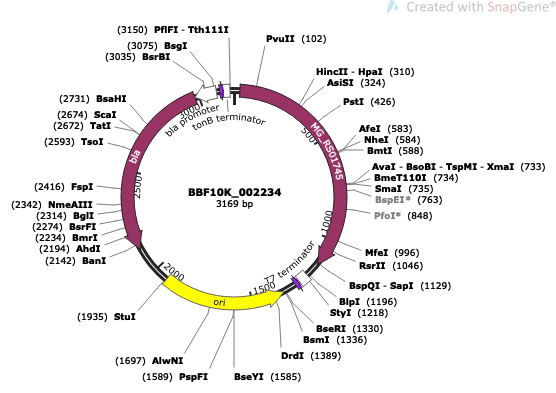 Created with SnapGene®
(3150) PflFI - Tth111I
(3075) BsgI
(3035) BsrBI
PvuII (102)
HincII - HpaI (310)
AsiSI (324)
PstI (426)
(2731) BsaHI
(2674) ScaI
(2672) TatI
(2593) TsoI
AfeI (583)
NheI (584)
BmtI (588)
AvaI - BsoBI - TspMI - XmaI (733)
BmeT110I (734)
SmaI (735)
BspEI* (763)
PfoI* (848)
(2416) FspI
(2342) NmeAIII
(2314) BglI
(2274) BsrFI
(2234) BmrI
(2194) AhdI
(2142) BanI
MfeI (996)
RsrII (1046)
BspQI - SapI (1129)
BlpI (1196)
StyI (1218)
BseRI (1330)
BsmI (1336)
DrdI (1389)
(1935) StuI
(1697) AlwNI
(1589) PspFI
BseYI (1585)
BBF10K_002234
3169 bp
bla promoter
tonB terminator
MG_RS01745
T7 terminator
ori
bla
500
1000
1500
2000
2500
3000